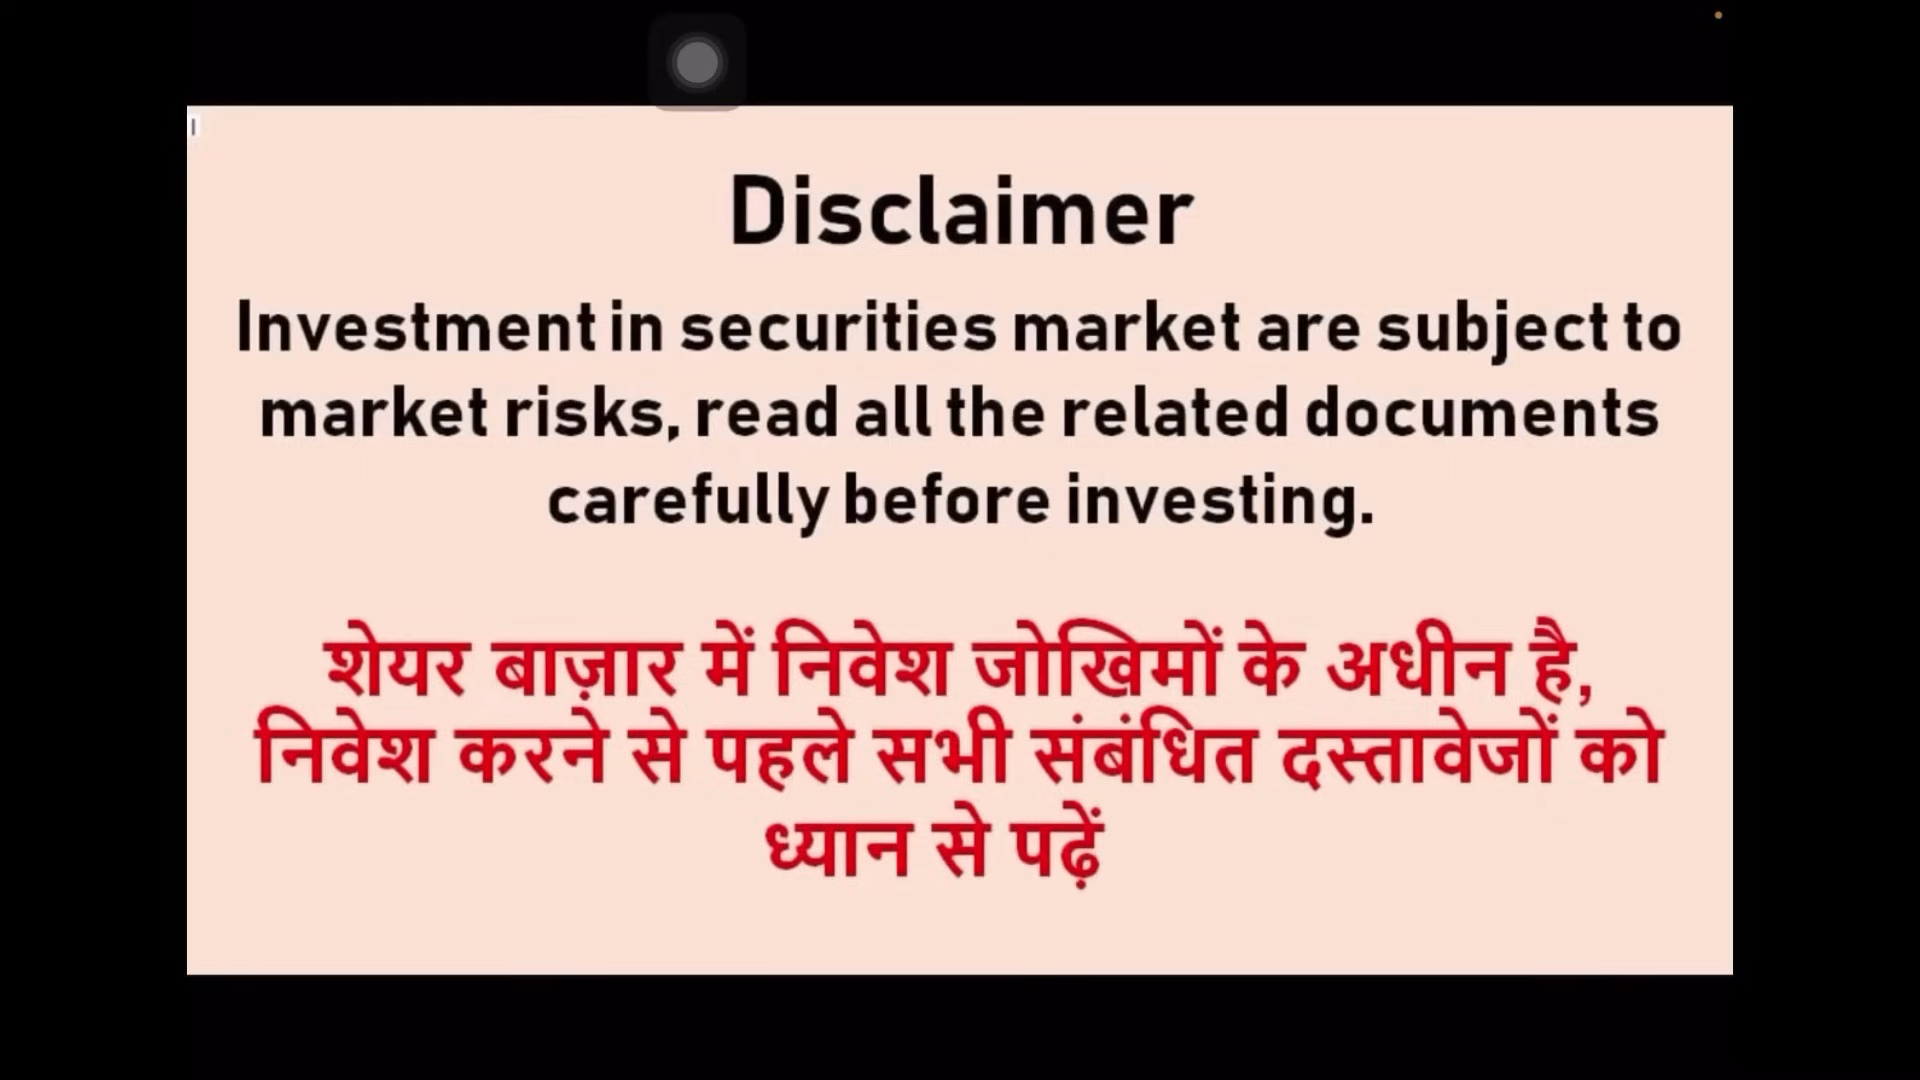 Disclaimer
Investment in securities market are subject to
market risks, read all the related documents
carefully before investing.
शेयर बाज़ार में निवेश जोखिमों के अधीन है,
निवेश करने से पहले सभी संबंधित दस्तावेजों को
ध्यान से पढ़ें